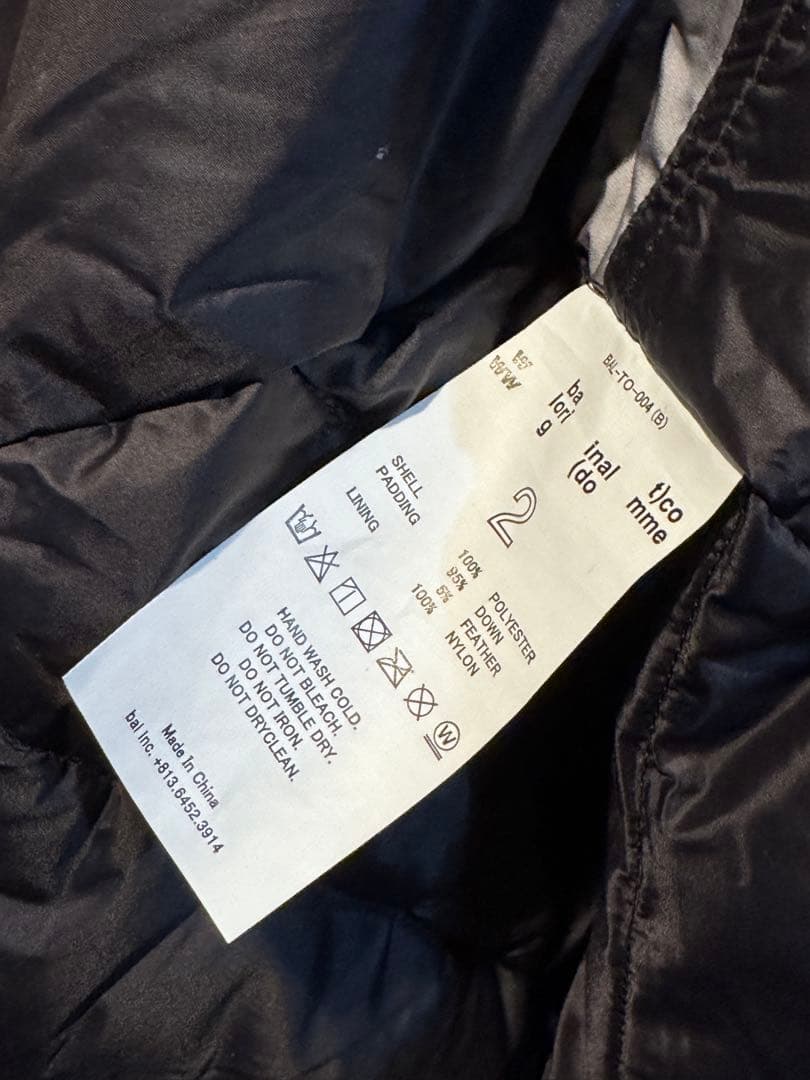 BAL-TO-004 (B)
ba
lori
g
inal
(do
t)co
mme
2
SHELL 100% POLYESTER
PADDING 95% DOWN
5% FEATHER
LINING 100% NYLON
W
HAND WASH COLD.
DO NOT BLEACH.
DO NOT TUMBLE DRY.
DO NOT IRON.
DO NOT DRYCLEAN.
Made In China
bal inc. +813.6452.3914